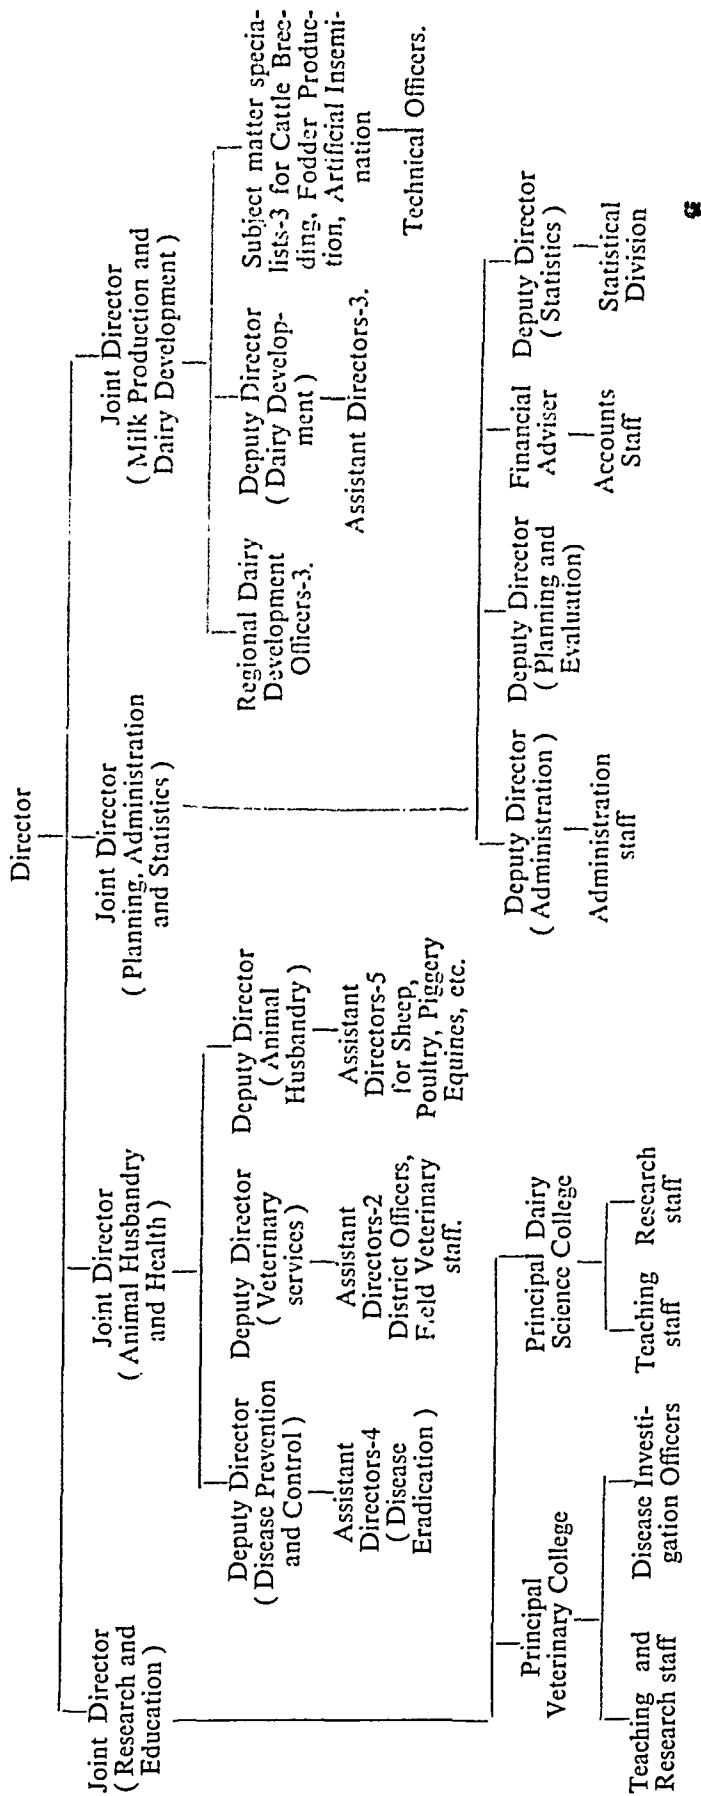 Director
Joint Director
( Research and
Education )
Joint Director
( Animal Husbandry
and Health )
Joint Director
( Planning, Administration
and Statistics )
Joint Director
( Milk Production and
Dairy Development )
Deputy Director
( Disease Prevention
and Control )
Assistant
Directors-4
( Disease
Eradication )
Deputy Director
( Veterinary
services )
Assistant
Directors-2
District Officers,
Field Veterinary
staff.
Deputy Director
( Animal
Husbandry )
Assistant
Directors-5
for Sheep,
Poultry, Piggery
Equines, etc.
Regional Dairy
Development
Officers-3.
Deputy Director
( Dairy Develop-
ment )
Assistant Directors-3.
Subject matter specia-
lists-3 for Cattle Bree-
ding, Fodder Produc-
tion, Artificial Insemi-
nation
Technical Officers.
Principal
Veterinary College
Teaching and
Research staff
Disease Investi-
gation Officers
Principal Dairy
Science College
Teaching
staff
Research
staff
Deputy Director
( Administration )
Administration
staff
Deputy Director
( Planning and
Evaluation)
Financial
Adviser
Accounts
Staff
Deputy Director
( Statistics )
Statistical
Division